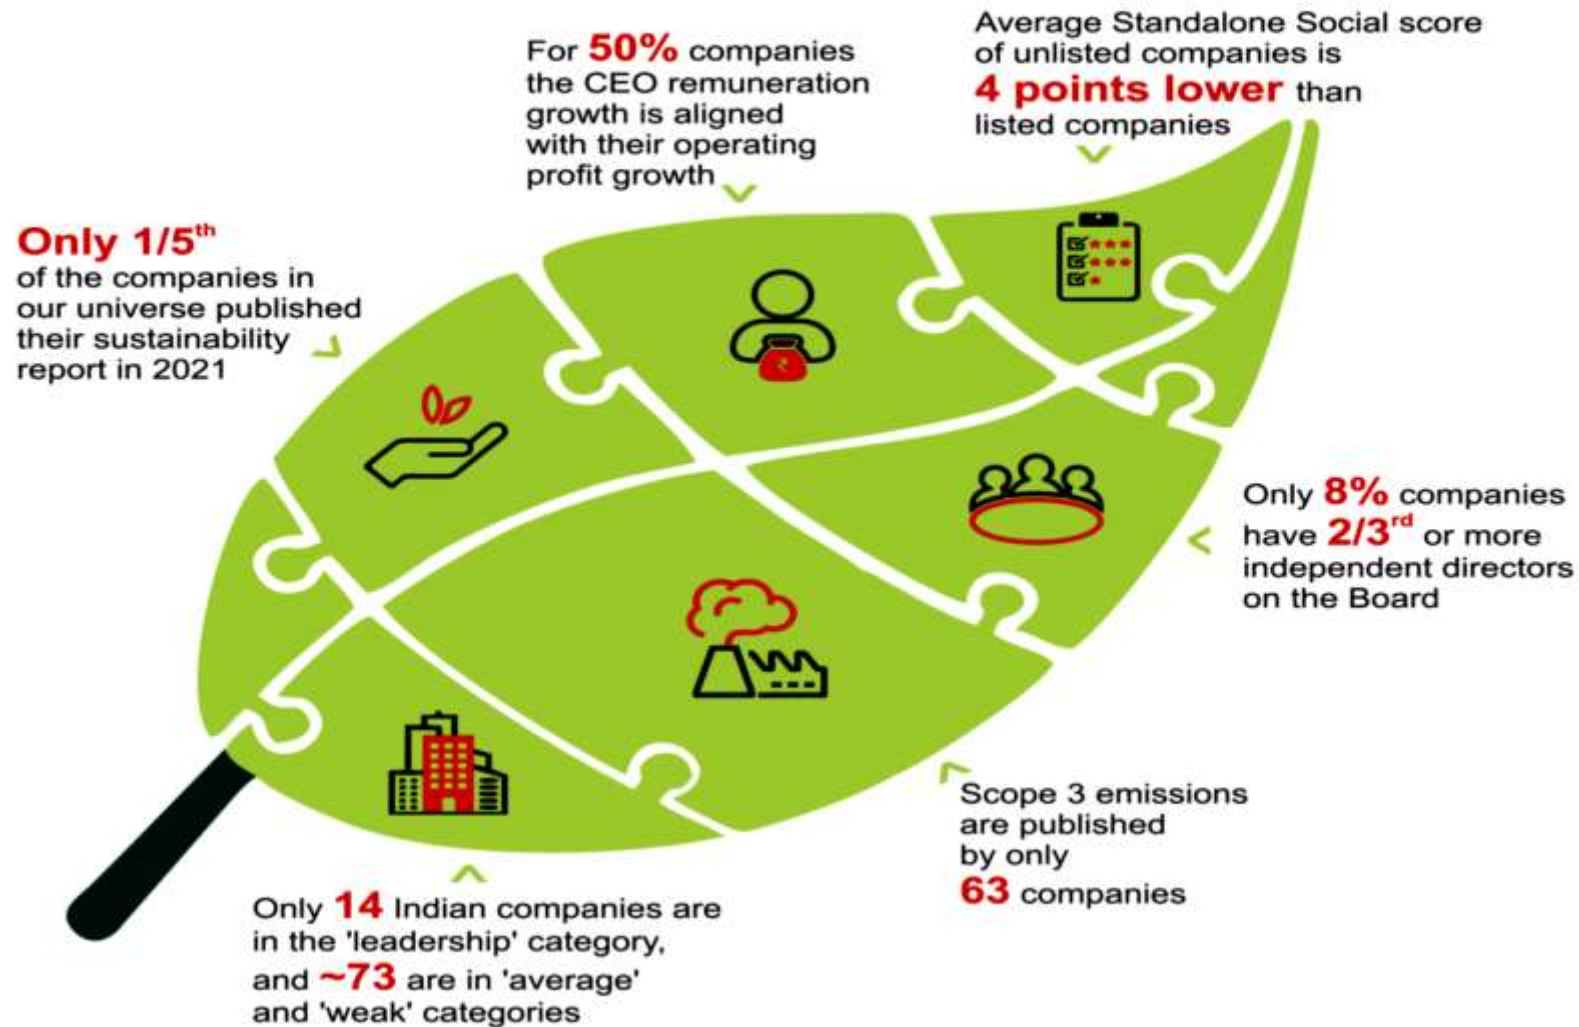 Only 1/5th
of the companies in
our universe published
their sustainability
report in 2021
For 50% companies
the CEO remuneration
growth is aligned
with their operating
profit growth
Average Standalone Social score
of unlisted companies is
4 points lower than
listed companies
Only 8% companies
have 2/3rd or more
independent directors
on the Board
Scope 3 emissions
are published
by only
63 companies
Only 14 Indian companies are
in the 'leadership' category,
and ~73 are in 'average'
and 'weak' categories